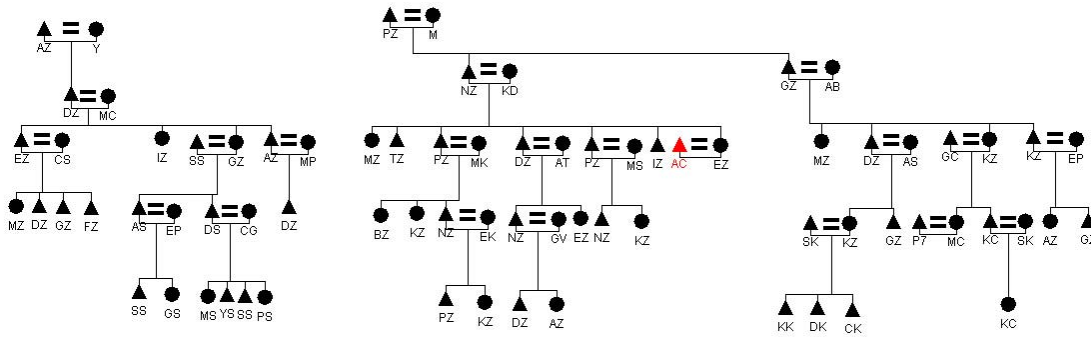 PZ M
AZ Y
NZ KD GZ AB
DZ MC
EZ CS IZ SS GZ AZ MP MZ TZ PZ MK DZ AT PZ MS IZ AC EZ MZ DZ AS GC KZ KZ EP
MZ DZ GZ FZ AS EP DS CG DZ BZ KZ NZ EK NZ GV EZ NZ KZ SK KZ GZ P7 MC KC SK AZ GZ
SS GS MS YS SS PS PZ KZ DZ AZ KK DK CK KC